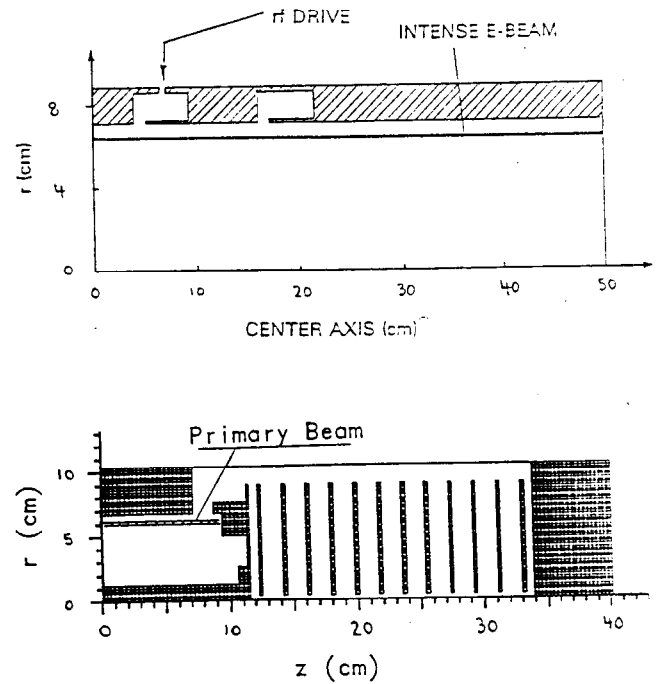 rf DRIVE
INTENSE E-BEAM
r (cm)
8
4
0
0 10 20 30 40 50
CENTER AXIS (cm)
Primary Beam
r (cm)
10
5
0
0 10 20 30 40
z (cm)